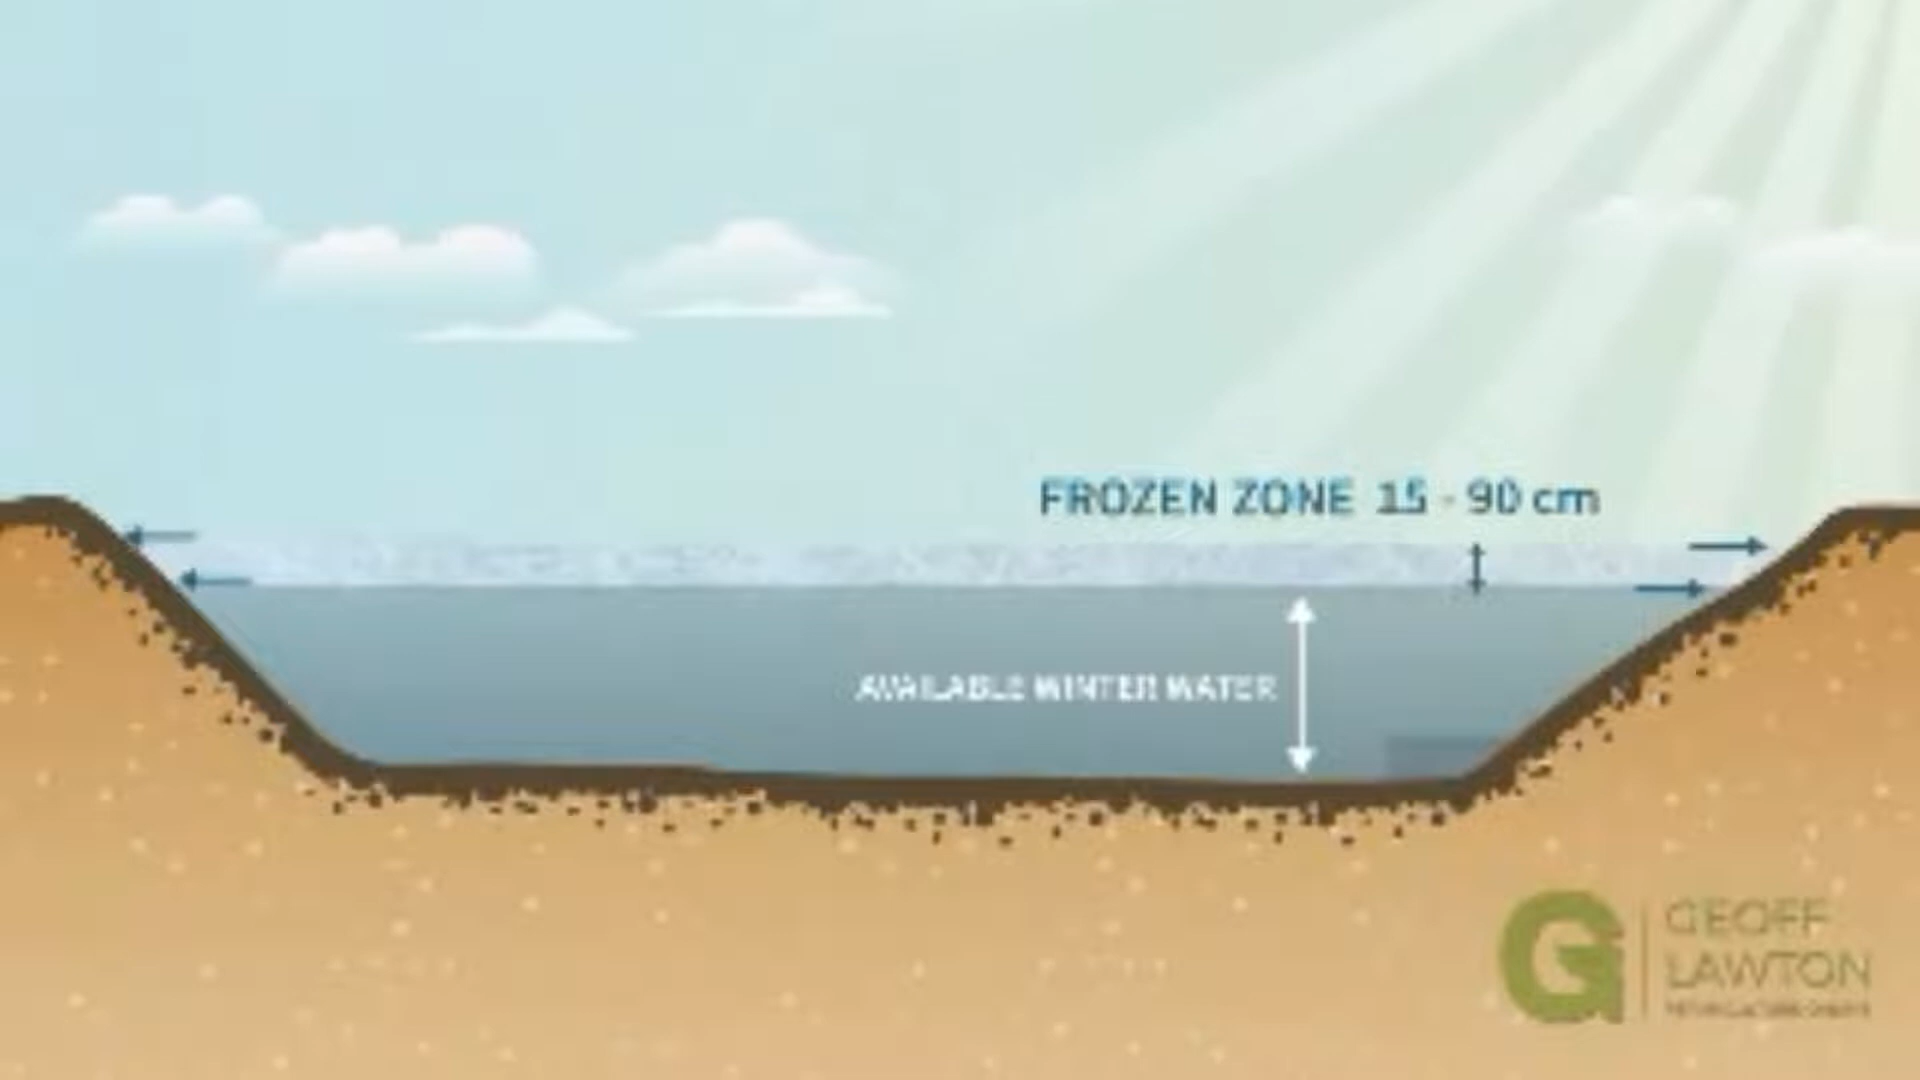 FROZEN ZONE 15 - 90 cm
AVAILABLE WINTER WATER
GEOFF
LAWTON